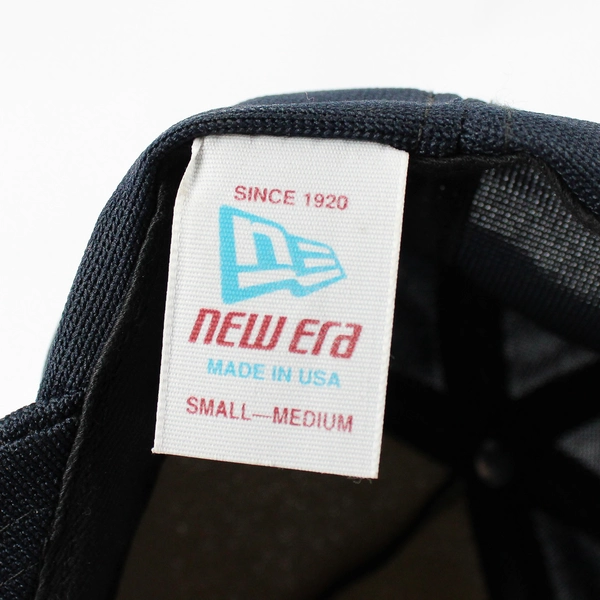 SINCE 1920
new era
MADE IN USA
SMALL—MEDIUM